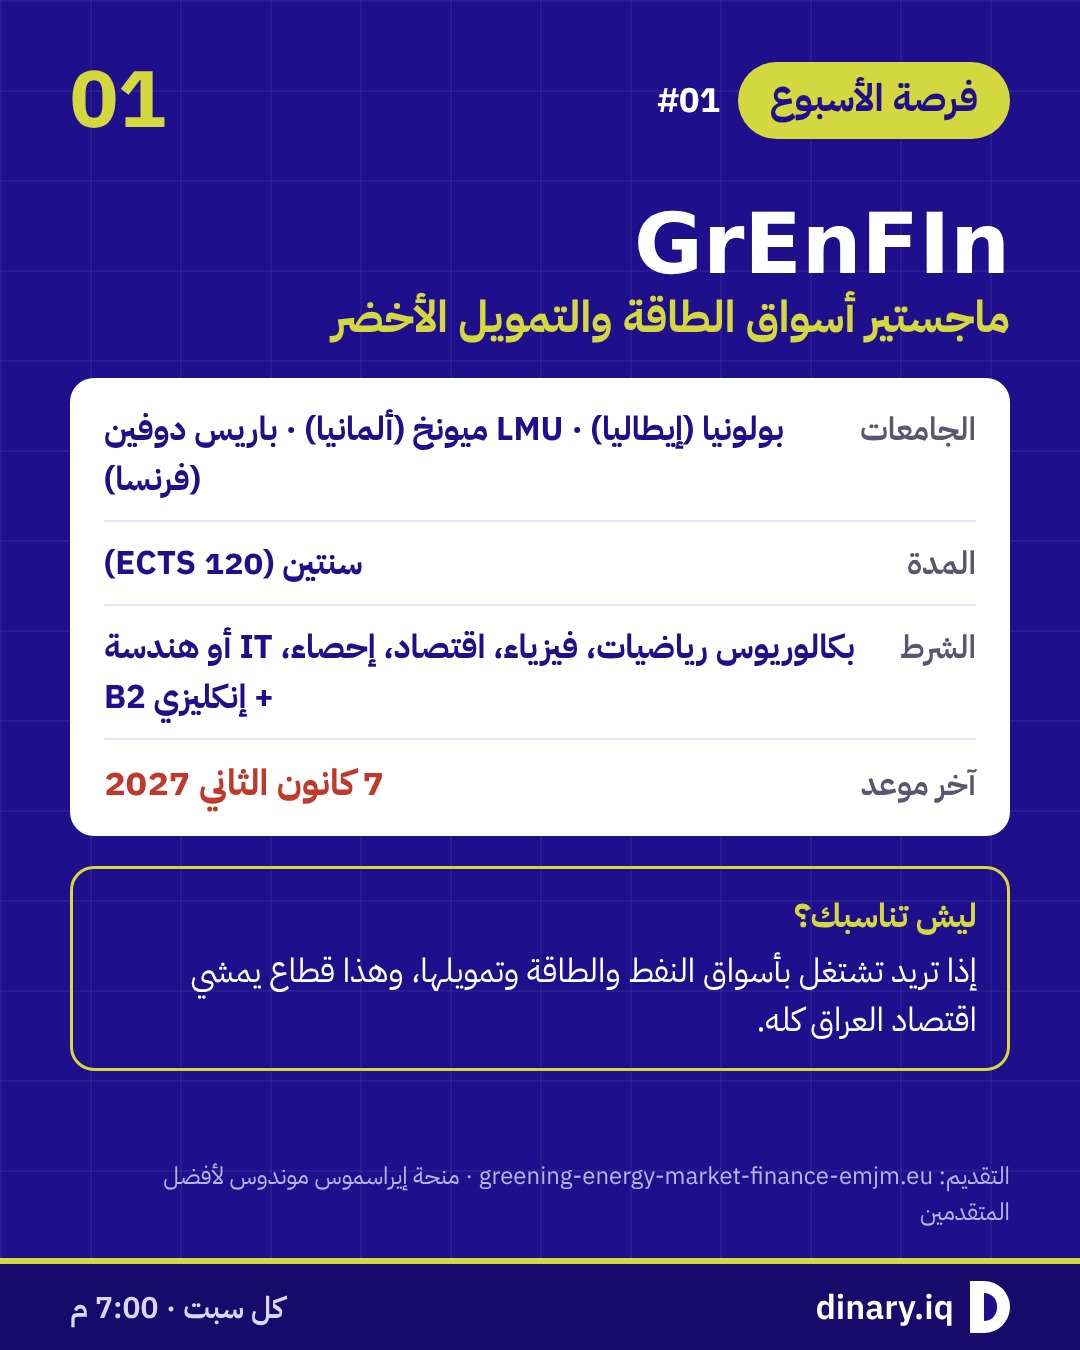 فرصة الأسبوع #01 01
GrEnFIn
ماجستير أسواق الطاقة والتمويل الأخضر
الجامعات بولونيا (إيطاليا) · LMU ميونخ (ألمانيا) · باريس دوفين
(فرنسا)
المدة سنتين (120 ECTS)
الشرط بكالوريوس رياضيات، فيزياء، اقتصاد، إحصاء، IT أو هندسة
+ إنكليزي B2
آخر موعد 7 كانون الثاني 2027
ليش تناسبك؟
إذا تريد تشتغل بأسواق النفط والطاقة وتمويلها، وهذا قطاع يمشي
اقتصاد العراق كله.
التقديم: greening-energy-market-finance-emjm.eu · منحة إيراسموس موندوس لأفضل
المتقدمين
dinary.iq كل سبت · 7:00 م